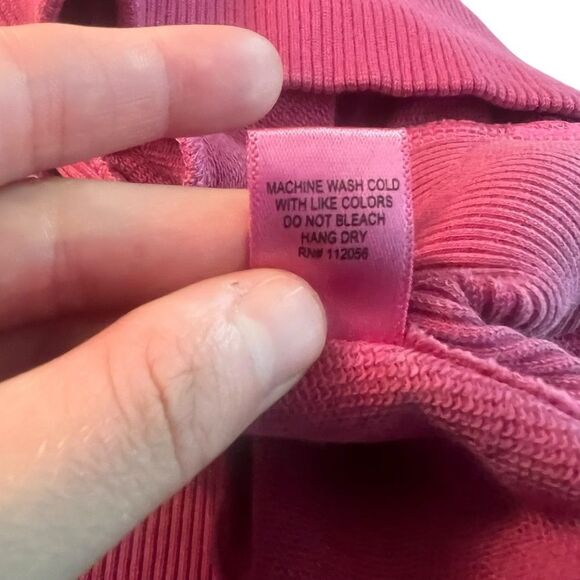 MACHINE WASH COLD
WITH LIKE COLORS
DO NOT BLEACH
HANG DRY
RN# 112056